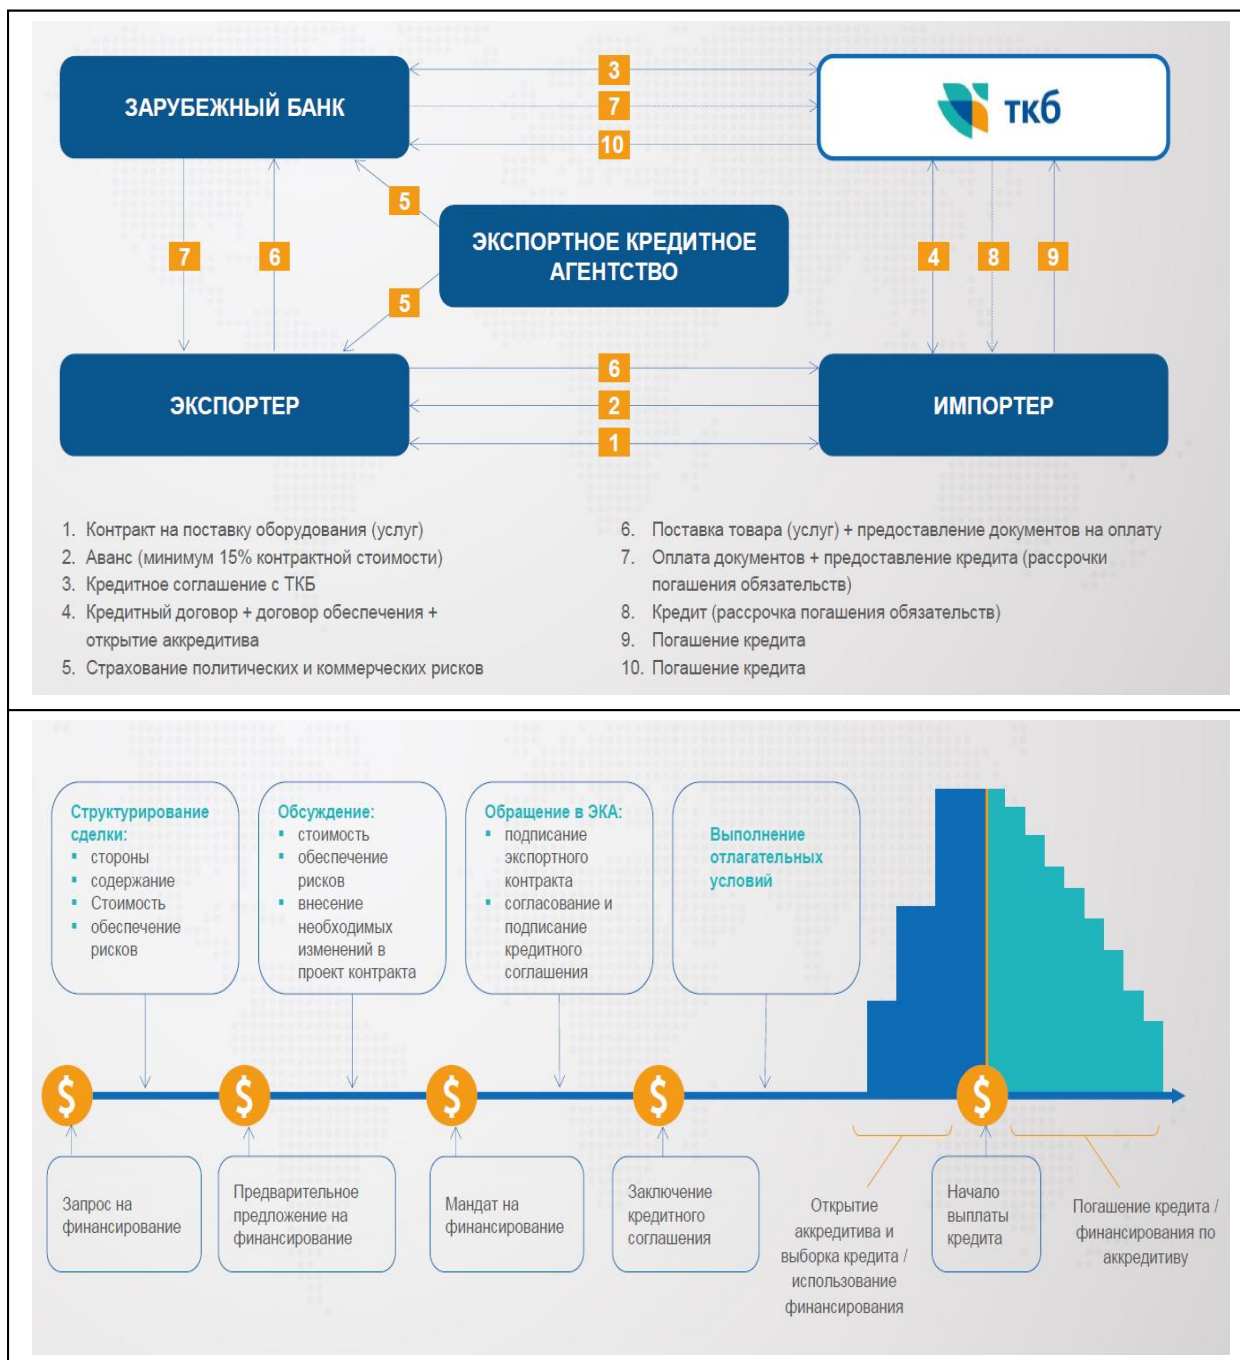 3
ЗАРУБЕЖНЫЙ БАНК
7
ткб
10
5
ЭКСПОРТНОЕ КРЕДИТНОЕ
АГЕНТСТВО
7
6
4
8
9
5
6
ЭКСПОРТЕР
2
ИМПОРТЕР
1
1. Контракт на поставку оборудования (услуг)
2. Аванс (минимум 15% контрактной стоимости)
3. Кредитное соглашение с ТКБ
4. Кредитный договор + договор обеспечения +
открытие аккредитива
5. Страхование политических и коммерческих рисков
6. Поставка товара (услуг) + предоставление документов на оплату
7. Оплата документов + предоставление кредита (рассрочки
погашения обязательств)
8. Кредит (рассрочка погашения обязательств)
9. Погашение кредита
10. Погашение кредита
Структурирование
сделки:
▪ стороны
▪ содержание
▪ Стоимость
▪ обеспечение
рисков
Обсуждение:
▪ стоимость
▪ обеспечение
рисков
▪ внесение
необходимых
изменений в
проект контракта
Обращение в ЭКА:
▪ подписание
экспортного
контракта
▪ согласование и
подписание
кредитного
соглашения
Выполнение
отлагательных
условий
$
$
$
$
$
Запрос на
финансирование
Предварительное
предложение на
финансирование
Мандат на
финансирование
Заключение
кредитного
соглашения
Открытие
аккредитива и
выборка кредита /
использование
финансирования
Начало
выплаты
кредита
Погашение кредита /
финансирования по
аккредитиву